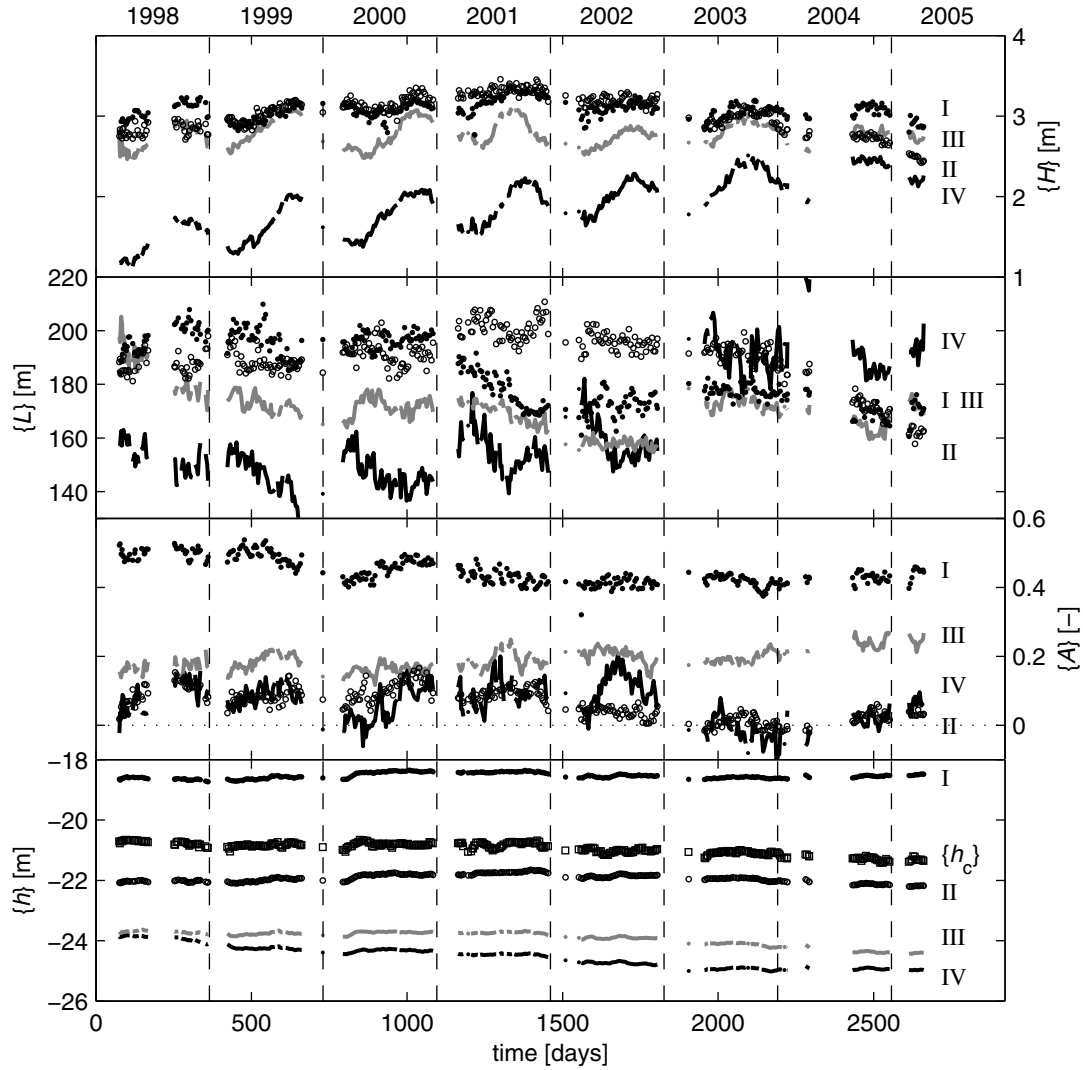 1998 1999 2000 2001 2002 2003 2004 2005
4
3
2
1
{H} [m]
I
III
II
IV
220
200
180
160
140
{L} [m]
IV
I III
II
0.6
0.4
0.2
0
{A} [–]
I
III
IV
II
–18
–20
–22
–24
–26
{h} [m]
I
{h_c}
II
III
IV
0 500 1000 1500 2000 2500
time [days]